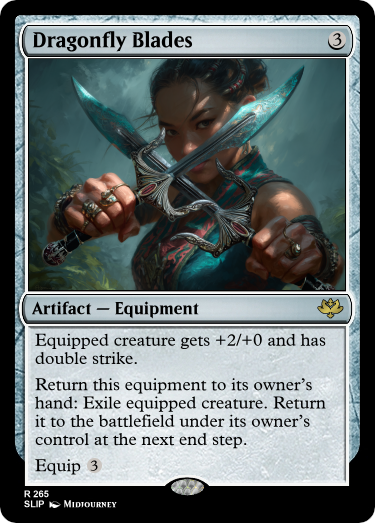 Dragonfly Blades 3
Artifact — Equipment
Equipped creature gets +2/+0 and has
double strike.
Return this equipment to its owner's
hand: Exile equipped creature. Return
it to the battlefield under its owner's
control at the next end step.
Equip 3
R 265
SLIP Midjourney